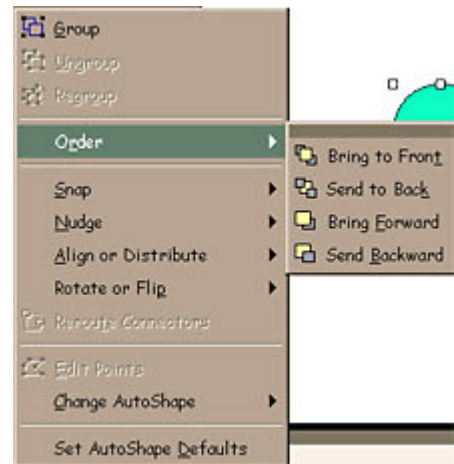 Group
Ungroup
Regroup
Order
Bring to Front
Send to Back
Bring Forward
Send Backward
Snap
Nudge
Align or Distribute
Rotate or Flip
Reroute Connectors
Edit Points
Change AutoShape
Set AutoShape Defaults